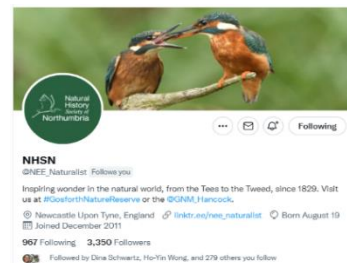 Natural
History
Society of
Northumbria
Following
NHSN
@NEE_Naturalist Follows you
Inspiring wonder in the natural world, from the Tees to the Tweed, since 1829. Visit
us at #GosforthNatureReserve or the @GNM_Hancock.
Newcastle Upon Tyne, England linktr.ee/nee_naturalist Born August 19
Joined December 2011
967 Following 3,350 Followers
Followed by Dina Schwartz, Ho-Yin Wong, and 279 others you follow